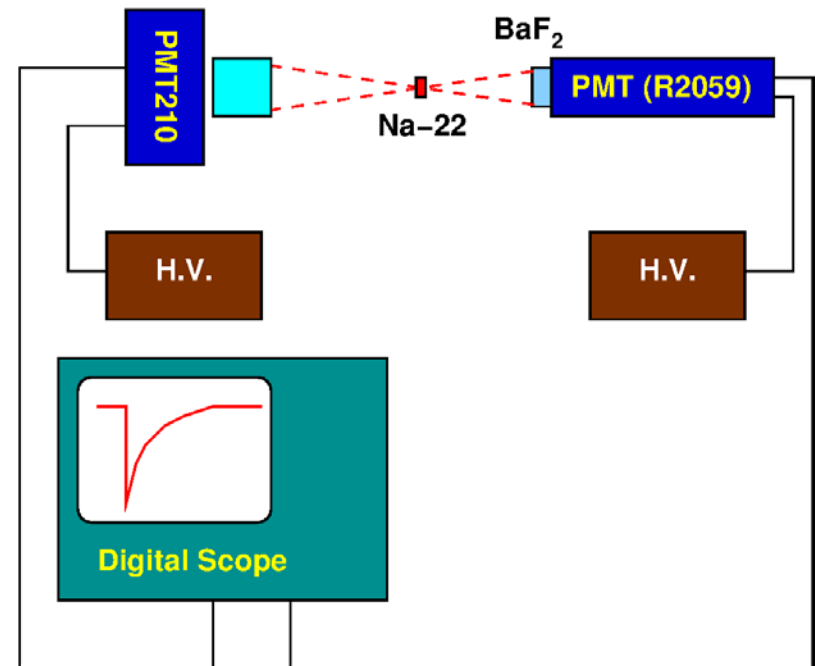 PMT210
BaF2
PMT (R2059)
Na-22
H.V.
H.V.
Digital Scope